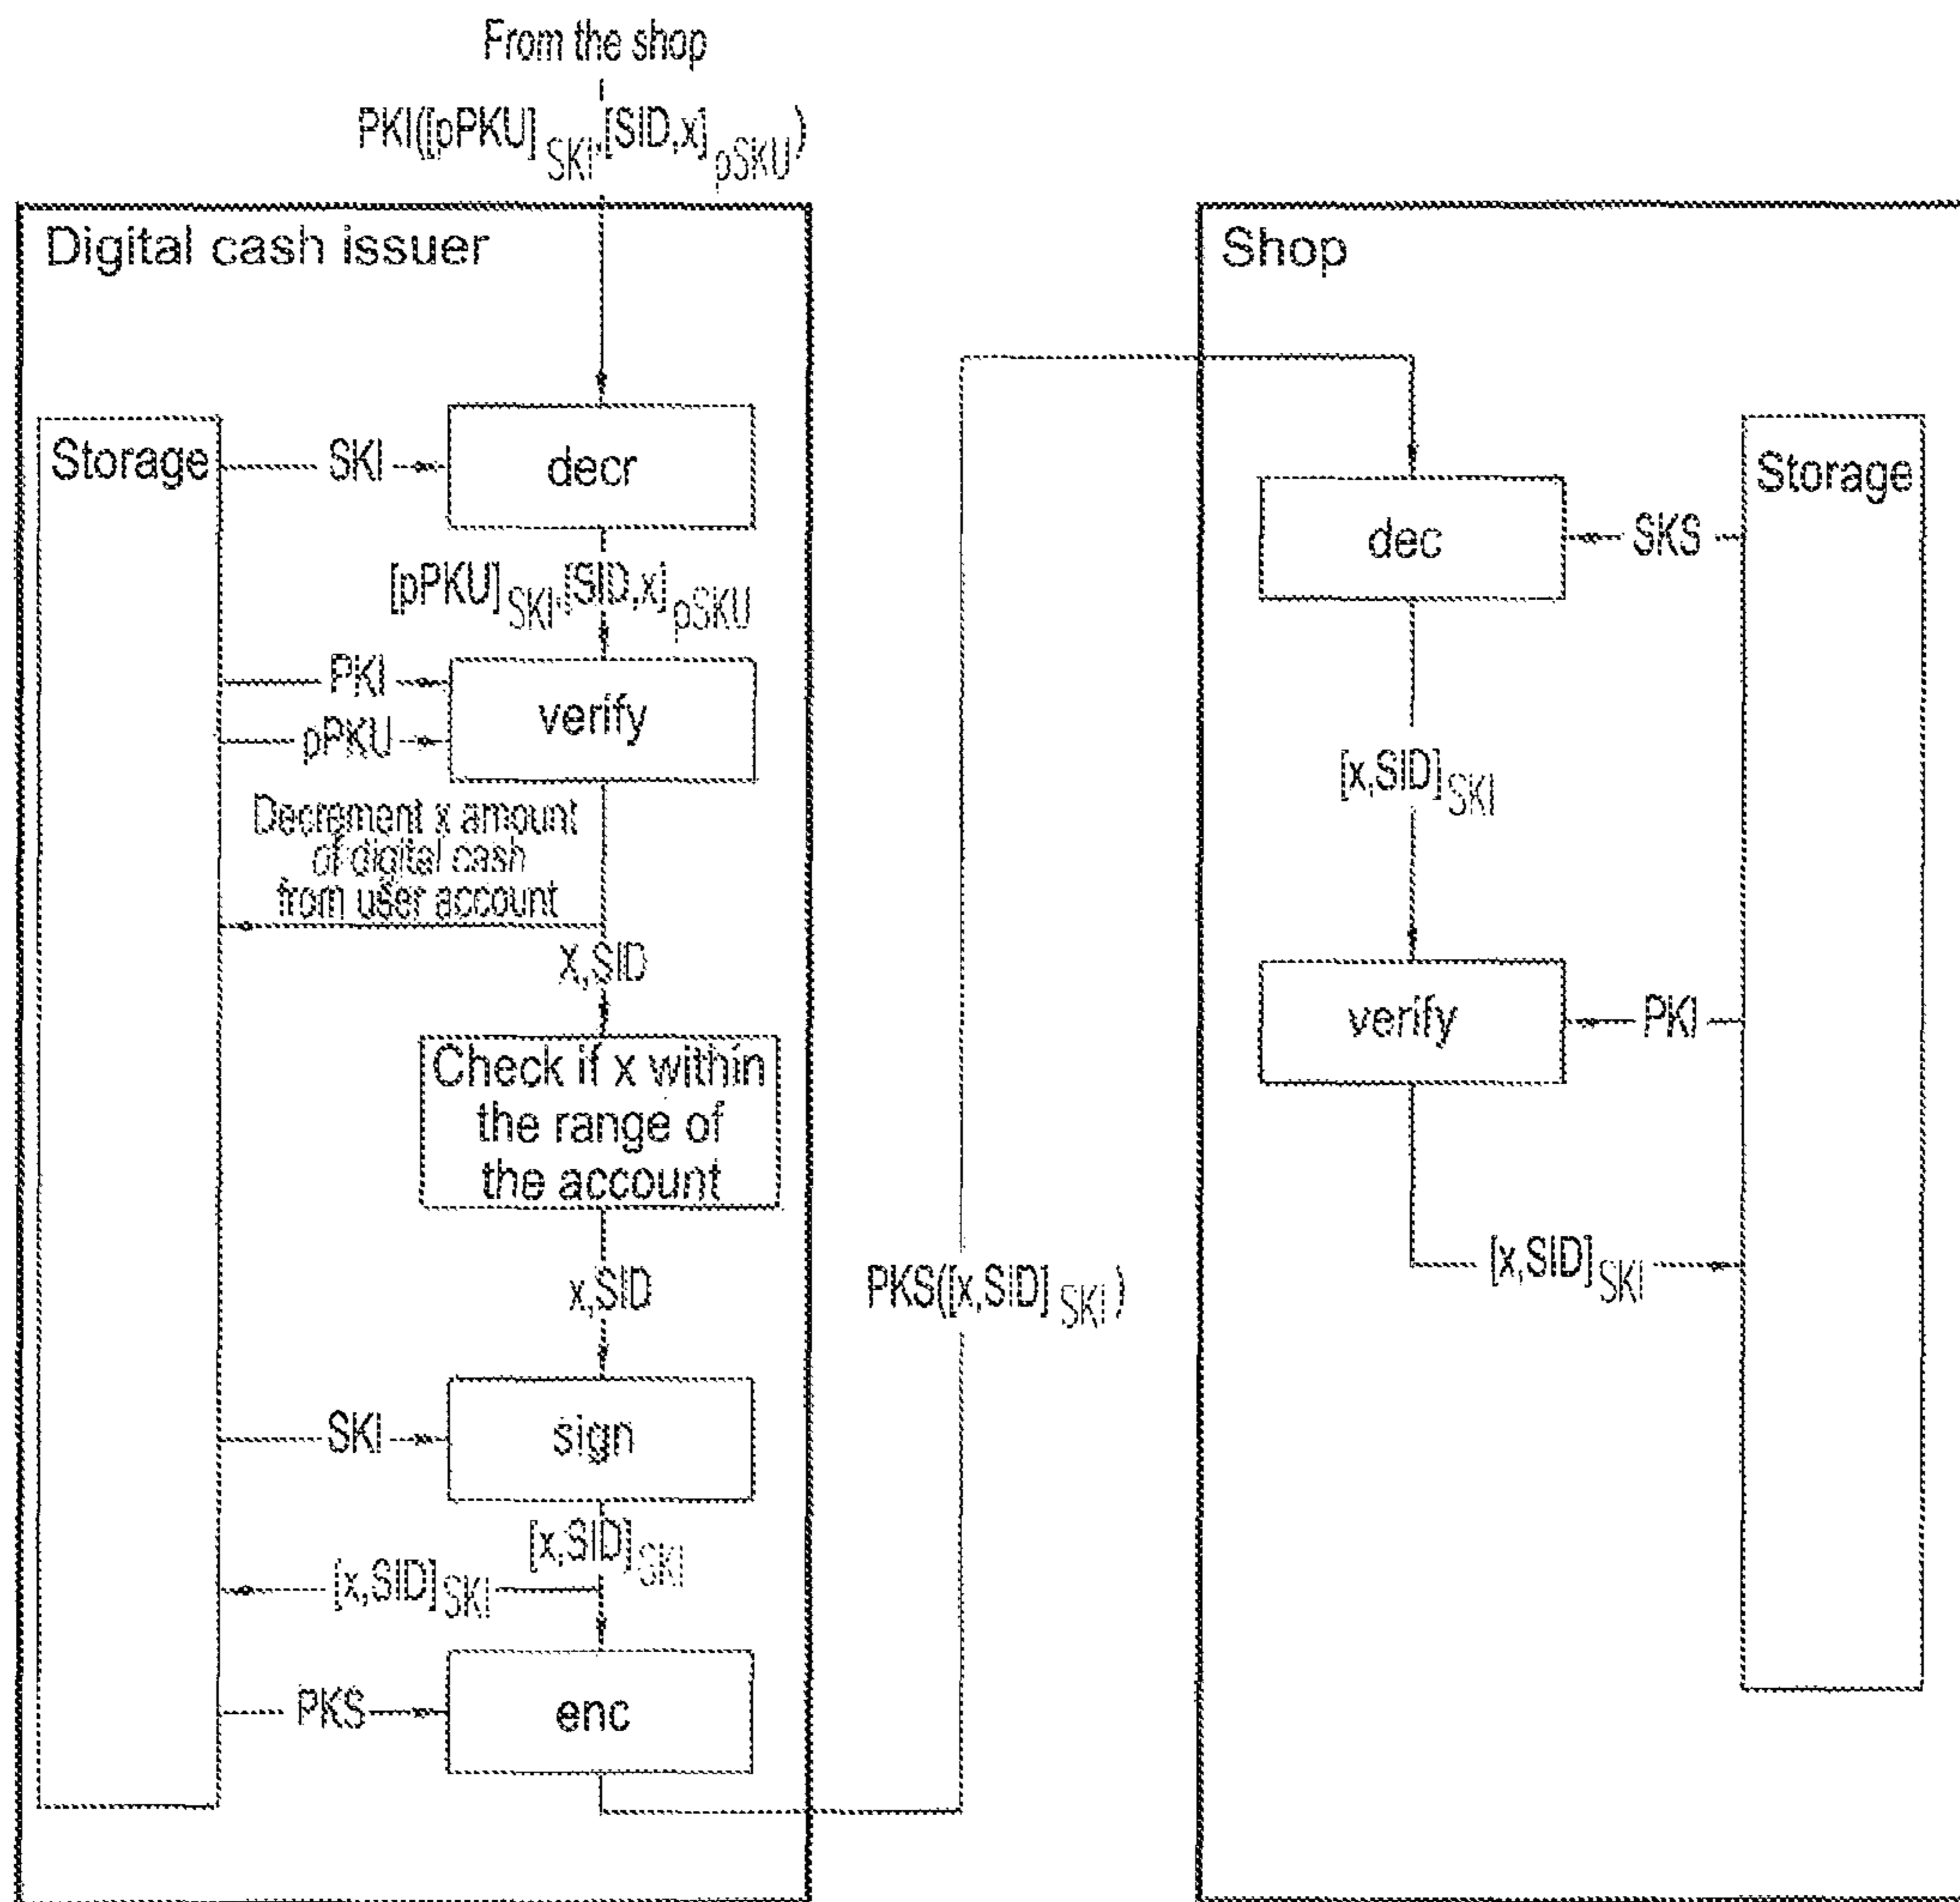 From the shop
PKI([pPKU]SKI,[SID,x]pSKU)
Digital cash issuer
Storage
SKI
decr
[pPKU]SKI,[SID,x]pSKU
PKI
pPKU
verify
Decrement x amount
of digital cash
from user account
X,SID
Check if x within
the range of
the account
x,SID
SKI
sign
[x,SID]SKI
[x,SID]SKI
PKS
enc
PKS([x,SID]SKI)
Shop
Storage
dec
SKS
[x,SID]SKI
verify
PKI
[x,SID]SKI